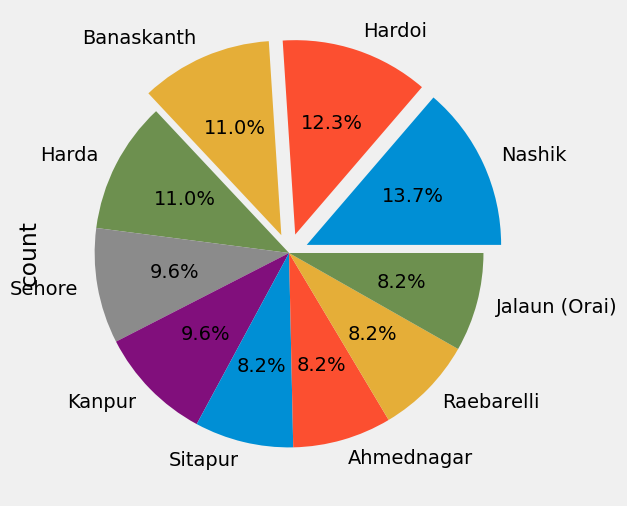 Hardoi
Banaskanth
12.3%
11.0%
Nashik
Harda
13.7%
11.0%
count
9.6%
8.2%
Sehore
Jalaun (Orai)
9.6%
8.2%
8.2%
8.2%
Kanpur
Raebarelli
Sitapur
Ahmednagar